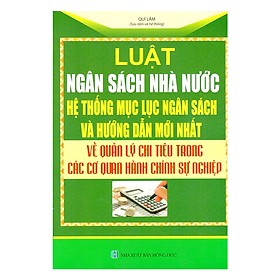 QUÍ LÂM
(Sưu tầm và hệ thống)
LUẬT
NGÂN SÁCH NHÀ NƯỚC
HỆ THỐNG MỤC LỤC NGÂN SÁCH
VÀ HƯỚNG DẪN MỚI NHẤT
VỀ QUẢN LÝ CHI TIÊU TRONG
CÁC CƠ QUAN HÀNH CHÍNH SỰ NGHIỆP
NHÀ XUẤT BẢN HỒNG ĐỨC